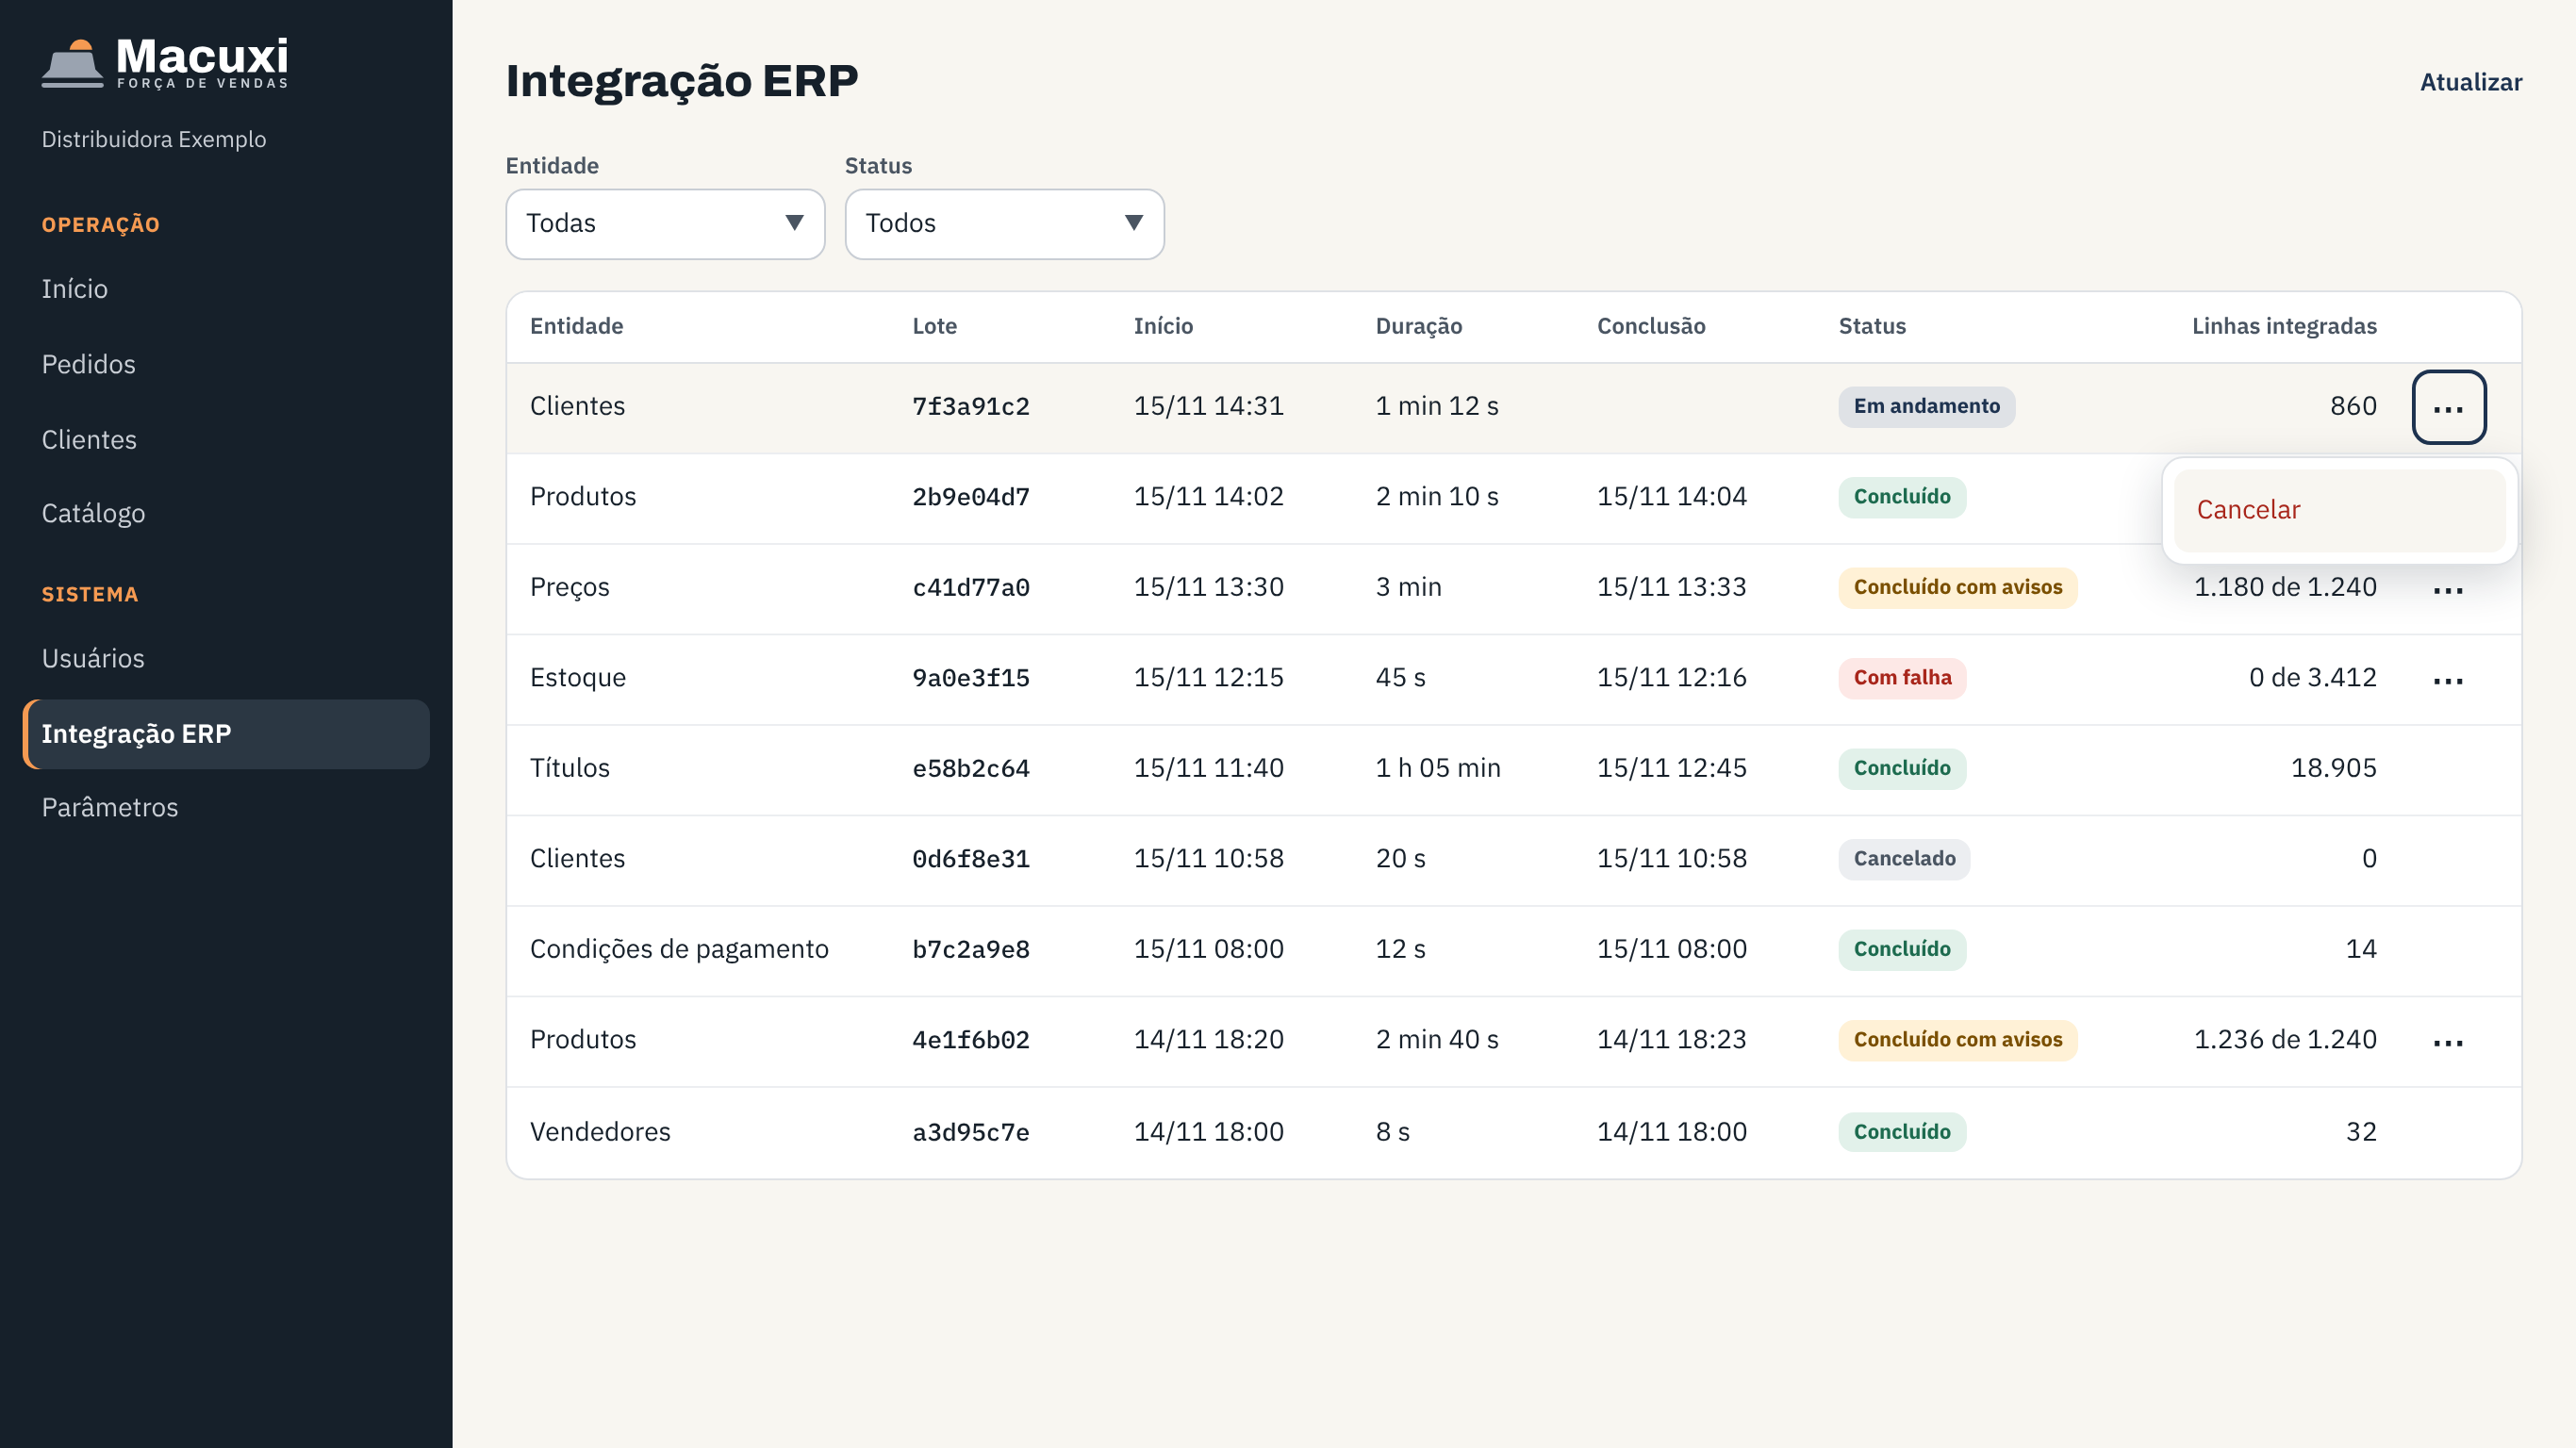 Macuxi
FORÇA DE VENDAS
Distribuidora Exemplo
OPERAÇÃO
Início
Pedidos
Clientes
Catálogo
SISTEMA
Usuários
Integração ERP
Parâmetros
Integração ERP
Atualizar
Entidade Status
Todas Todos
Entidade Lote Início Duração Conclusão Status Linhas integradas
Clientes 7f3a91c2 15/11 14:31 1 min 12 s Em andamento 860 ...
Produtos 2b9e04d7 15/11 14:02 2 min 10 s 15/11 14:04 Concluído
Cancelar
Preços c41d77a0 15/11 13:30 3 min 15/11 13:33 Concluído com avisos 1.180 de 1.240 ...
Estoque 9a0e3f15 15/11 12:15 45 s 15/11 12:16 Com falha 0 de 3.412 ...
Títulos e58b2c64 15/11 11:40 1 h 05 min 15/11 12:45 Concluído 18.905
Clientes 0d6f8e31 15/11 10:58 20 s 15/11 10:58 Cancelado 0
Condições de pagamento b7c2a9e8 15/11 08:00 12 s 15/11 08:00 Concluído 14
Produtos 4e1f6b02 14/11 18:20 2 min 40 s 14/11 18:23 Concluído com avisos 1.236 de 1.240 ...
Vendedores a3d95c7e 14/11 18:00 8 s 14/11 18:00 Concluído 32